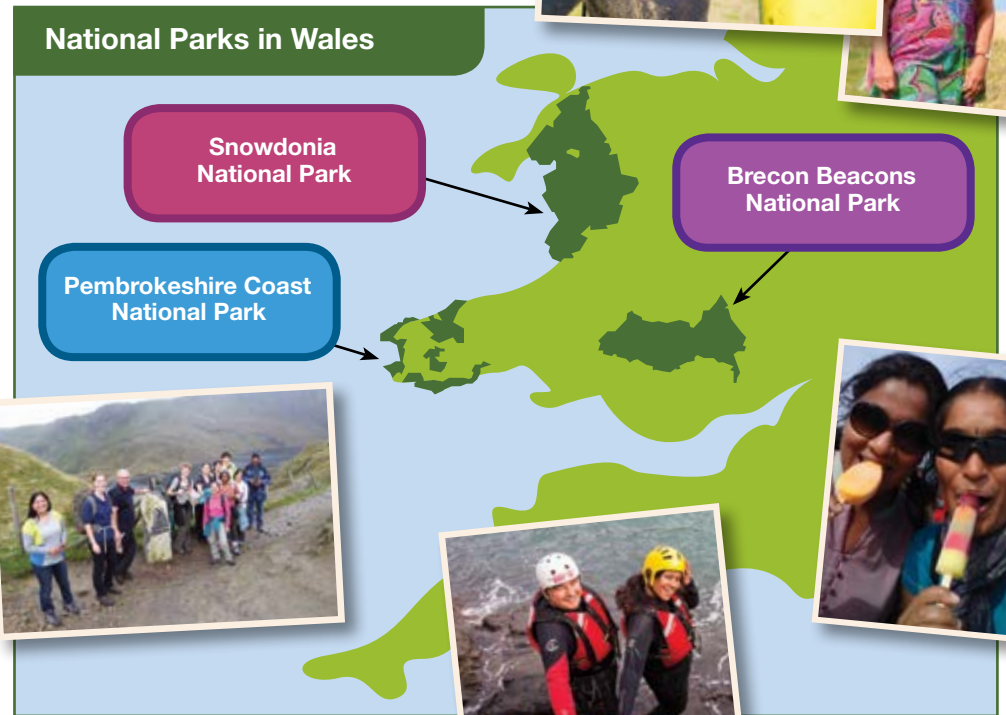 National Parks in Wales
Snowdonia
National Park
Brecon Beacons
National Park
Pembrokeshire Coast
National Park